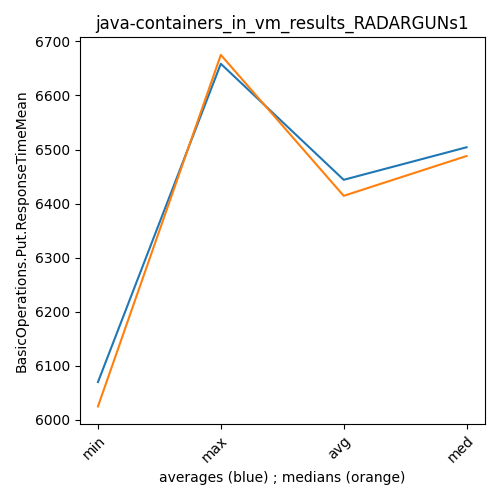 java-containers_in_vm_results_RADARGUNs1
BasicOperations.Put.ResponseTimeMean
6700
6600
6500
6400
6300
6200
6100
6000
min
max
avg
med
averages (blue) ; medians (orange)